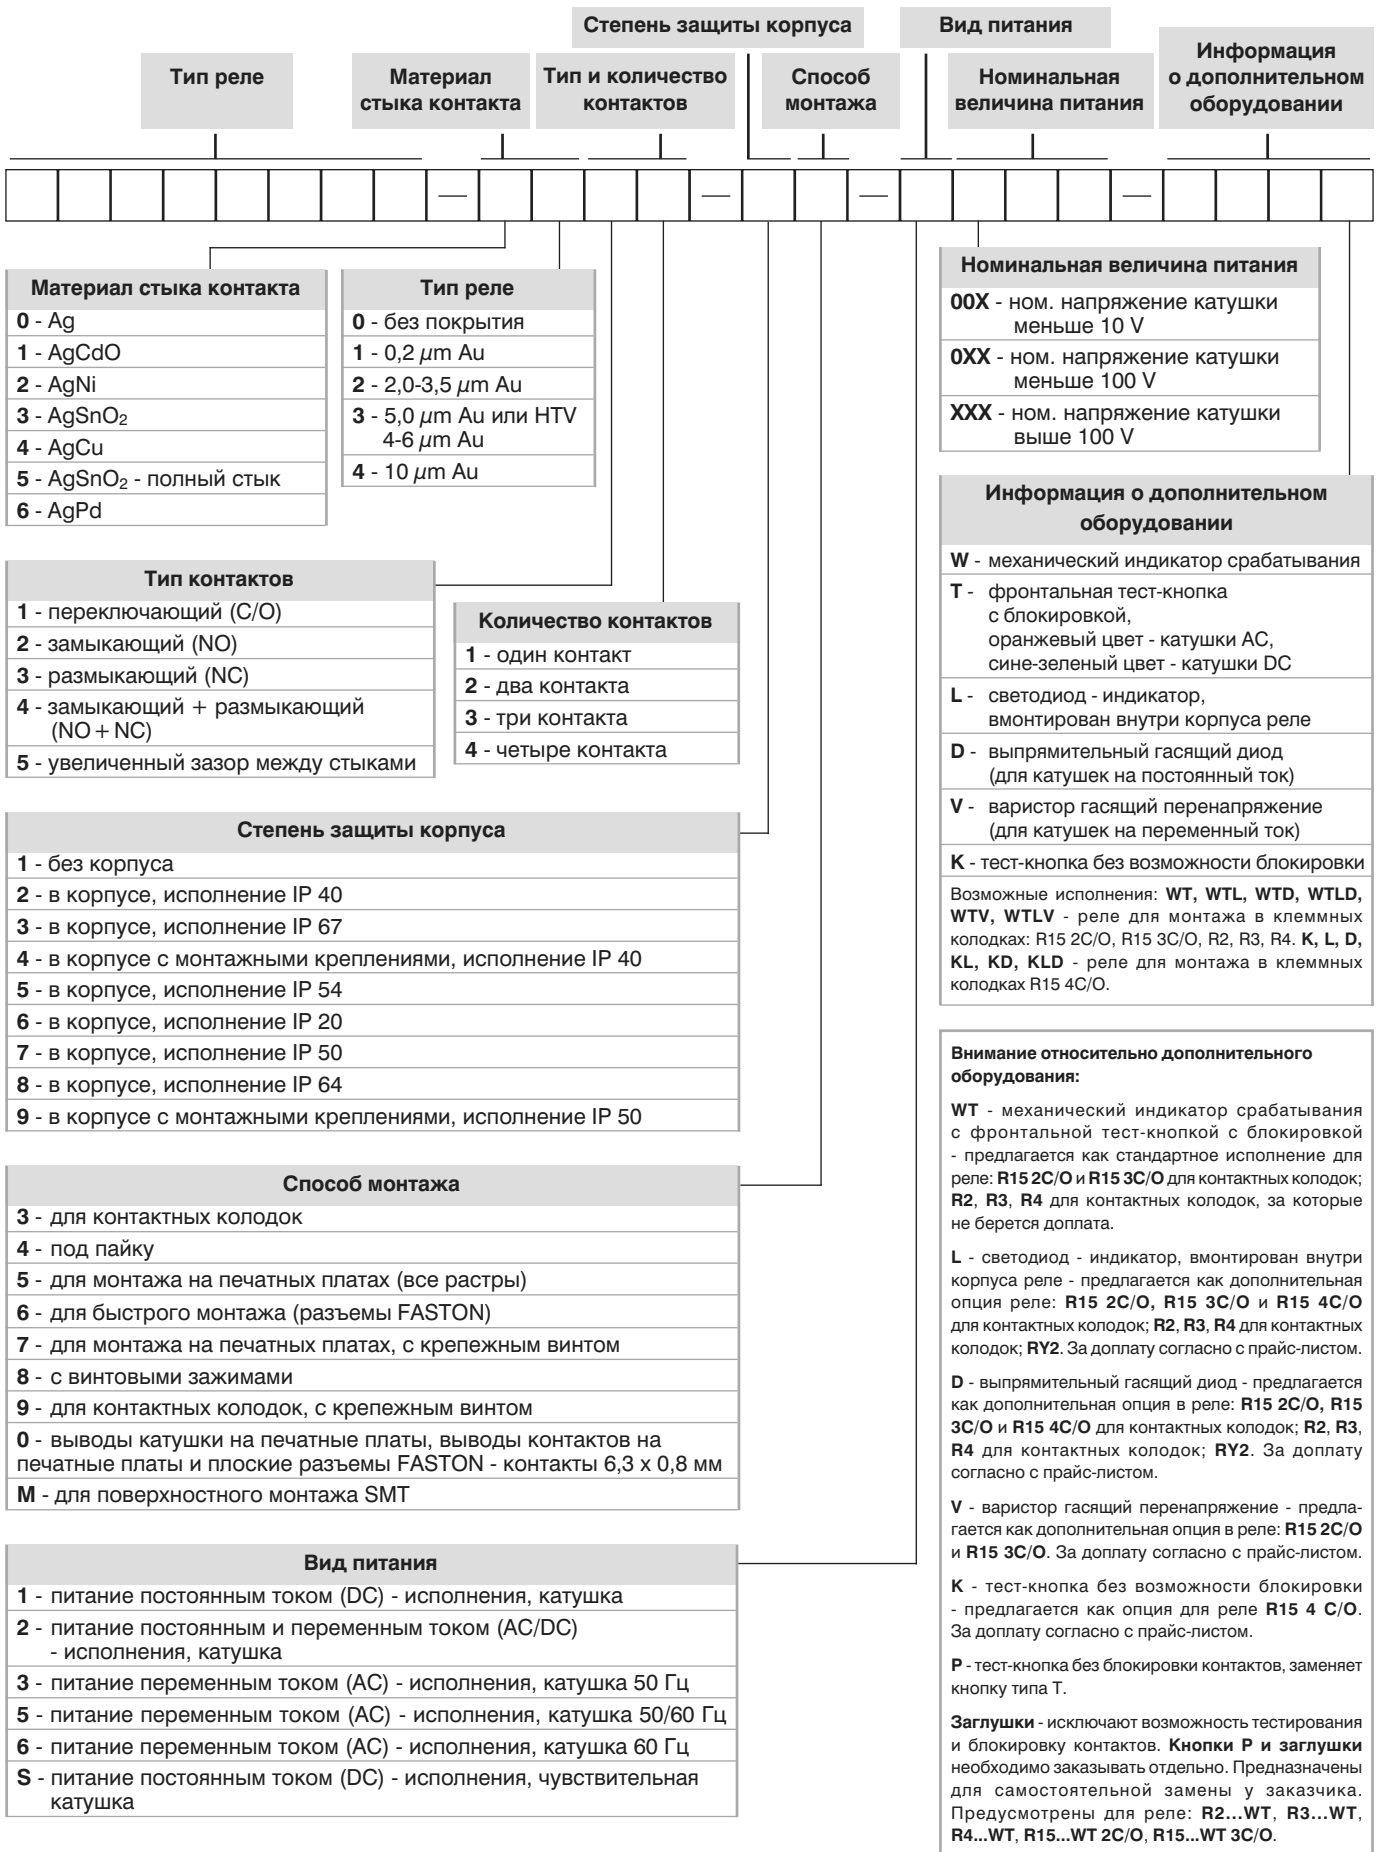 Степень защиты корпуса
Вид питания
Тип реле
Материал
стыка контакта
Тип и количество
контактов
Способ
монтажа
Номинальная
величина питания
Информация
о дополнительном
оборудовании
Материал стыка контакта
0 - Ag
1 - AgCdO
2 - AgNi
3 - AgSnO₂
4 - AgCu
5 - AgSnO₂ - полный стык
6 - AgPd
Тип реле
0 - без покрытия
1 - 0,2 µm Au
2 - 2,0-3,5 µm Au
3 - 5,0 µm Au или HTV
4-6 µm Au
4 - 10 µm Au
Номинальная величина питания
00X - ном. напряжение катушки
меньше 10 V
0XX - ном. напряжение катушки
меньше 100 V
XXX - ном. напряжение катушки
выше 100 V
Тип контактов
1 - переключающий (C/O)
2 - замыкающий (NO)
3 - размыкающий (NC)
4 - замыкающий + размыкающий
(NO + NC)
5 - увеличенный зазор между стыками
Количество контактов
1 - один контакт
2 - два контакта
3 - три контакта
4 - четыре контакта
Степень защиты корпуса
1 - без корпуса
2 - в корпусе, исполнение IP 40
3 - в корпусе, исполнение IP 67
4 - в корпусе с монтажными креплениями, исполнение IP 40
5 - в корпусе, исполнение IP 54
6 - в корпусе, исполнение IP 20
7 - в корпусе, исполнение IP 50
8 - в корпусе, исполнение IP 64
9 - в корпусе с монтажными креплениями, исполнение IP 50
Способ монтажа
3 - для контактных колодок
4 - под пайку
5 - для монтажа на печатных платах (все растры)
6 - для быстрого монтажа (разъемы FASTON)
7 - для монтажа на печатных платах, с крепежным винтом
8 - с винтовыми зажимами
9 - для контактных колодок, с крепежным винтом
0 - выводы катушки на печатные платы, выводы контактов на
печатные платы и плоские разъемы FASTON - контакты 6,3 x 0,8 мм
M - для поверхностного монтажа SMT
Вид питания
1 - питание постоянным током (DC) - исполнения, катушка
2 - питание постоянным и переменным током (AC/DC)
- исполнения, катушка
3 - питание переменным током (AC) - исполнения, катушка 50 Гц
5 - питание переменным током (AC) - исполнения, катушка 50/60 Гц
6 - питание переменным током (AC) - исполнения, катушка 60 Гц
S - питание постоянным током (DC) - исполнения, чувствительная
катушка
Информация о дополнительном
оборудовании
W - механический индикатор срабатывания
T - фронтальная тест-кнопка
с блокировкой,
оранжевый цвет - катушки AC,
сине-зеленый цвет - катушки DC
L - светодиод - индикатор,
вмонтирован внутри корпуса реле
D - выпрямительный гасящий диод
(для катушек на постоянный ток)
V - варистор гасящий перенапряжение
(для катушек на переменный ток)
K - тест-кнопка без возможности блокировки
Возможные исполнения: WT, WTL, WTD, WTLD,
WTV, WTLV - реле для монтажа в клеммных
колодках: R15 2C/O, R15 3C/O, R2, R3, R4. K, L, D,
KL, KD, KLD - реле для монтажа в клеммных
колодках R15 4C/O.
Внимание относительно дополнительного
оборудования:
WT - механический индикатор срабатывания
с фронтальной тест-кнопкой с блокировкой
- предлагается как стандартное исполнение для
реле: R15 2C/O и R15 3C/O для контактных колодок;
R2, R3, R4 для контактных колодок, за которые
не берется доплата.
L - светодиод - индикатор, вмонтирован внутри
корпуса реле - предлагается как дополнительная
опция реле: R15 2C/O, R15 3C/O и R15 4C/O
для контактных колодок; R2, R3, R4 для контактных
колодок; RY2. За доплату согласно с прайс-листом.
D - выпрямительный гасящий диод - предлагается
как дополнительная опция в реле: R15 2C/O, R15
3C/O и R15 4C/O для контактных колодок; R2, R3,
R4 для контактных колодок; RY2. За доплату
согласно с прайс-листом.
V - варистор гасящий перенапряжение - предла-
гается как дополнительная опция в реле: R15 2C/O
и R15 3C/O. За доплату согласно с прайс-листом.
K - тест-кнопка без возможности блокировки
- предлагается как опция для реле R15 4 C/O.
За доплату согласно с прайс-листом.
P - тест-кнопка без блокировки контактов, заменяет
кнопку типа T.
Заглушки - исключают возможность тестирования
и блокировку контактов. Кнопки P и заглушки
необходимо заказывать отдельно. Предназначены
для самостоятельной замены у заказчика.
Предусмотрены для реле: R2...WT, R3...WT,
R4...WT, R15...WT 2C/O, R15...WT 3C/O.